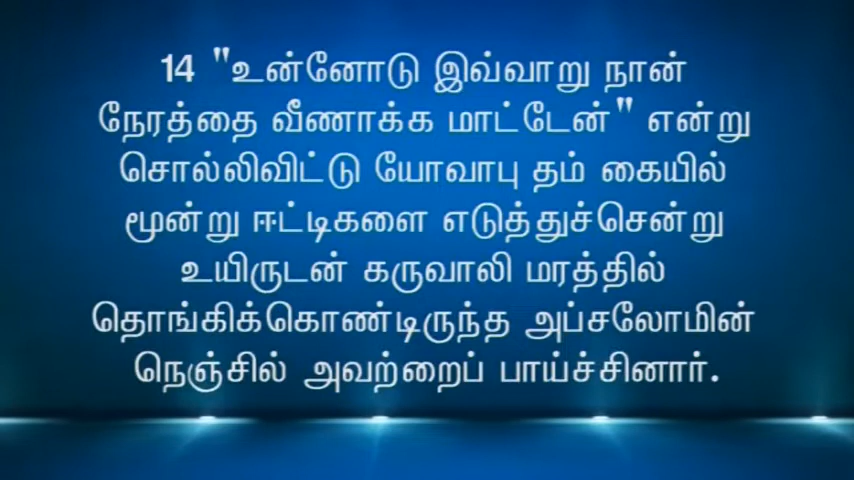 14 "உன்னோடு இவ்வாறு நான்
நேரத்தை வீணாக்க மாட்டேன்" என்று
சொல்லிவிட்டு யோவாபு தம் கையில்
மூன்று ஈட்டிகளை எடுத்துச்சென்று
உயிருடன் கருவாலி மரத்தில்
தொங்கிக்கொண்டிருந்த அப்சலோமின்
நெஞ்சில் அவற்றைப் பாய்ச்சினார்.